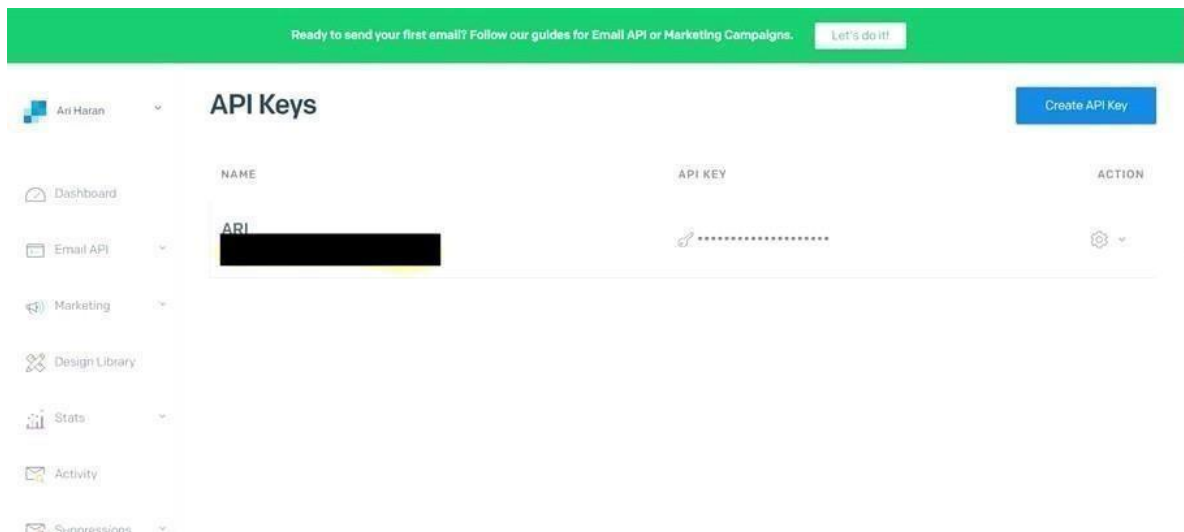 Ready to send your first email? Follow our guides for Email API or Marketing Campaigns.
Let's do it!
Ari Haran
API Keys
Create API Key
NAME
API KEY
ACTION
Dashboard
ARI
••••••••••••••••••••
Email API
Marketing
Design Library
Stats
Activity
Suppressions